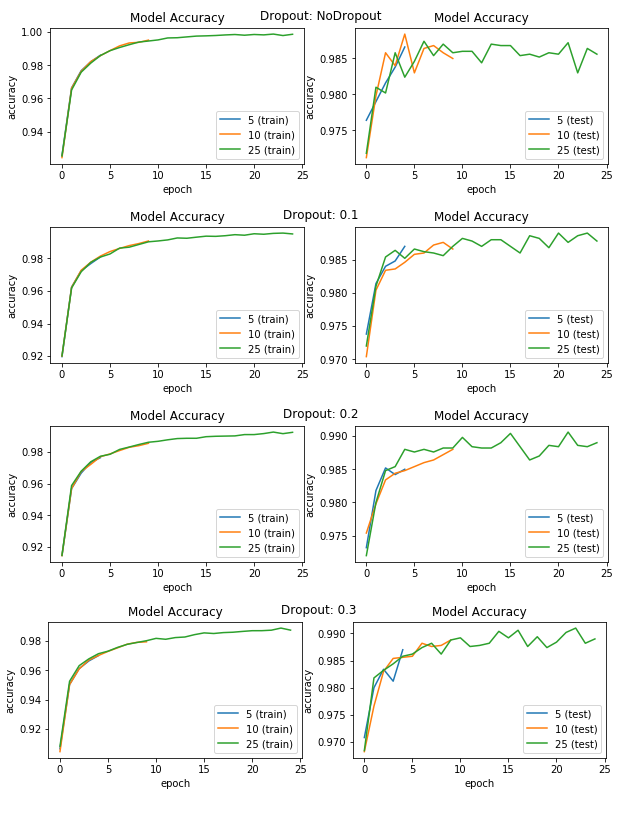 Dropout: NoDropout
Model Accuracy
Model Accuracy
1.00
0.98
0.96
0.94
accuracy
5 (train)
10 (train)
25 (train)
0 5 10 15 20 25
epoch
0.985
0.980
0.975
accuracy
5 (test)
10 (test)
25 (test)
0 5 10 15 20 25
epoch
Dropout: 0.1
Model Accuracy
Model Accuracy
0.98
0.96
0.94
0.92
accuracy
5 (train)
10 (train)
25 (train)
0 5 10 15 20 25
epoch
0.985
0.980
0.975
0.970
accuracy
5 (test)
10 (test)
25 (test)
0 5 10 15 20 25
epoch
Dropout: 0.2
Model Accuracy
Model Accuracy
0.98
0.96
0.94
0.92
accuracy
5 (train)
10 (train)
25 (train)
0 5 10 15 20 25
epoch
0.990
0.985
0.980
0.975
accuracy
5 (test)
10 (test)
25 (test)
0 5 10 15 20 25
epoch
Dropout: 0.3
Model Accuracy
Model Accuracy
0.98
0.96
0.94
0.92
accuracy
5 (train)
10 (train)
25 (train)
0 5 10 15 20 25
epoch
0.990
0.985
0.980
0.975
0.970
accuracy
5 (test)
10 (test)
25 (test)
0 5 10 15 20 25
epoch